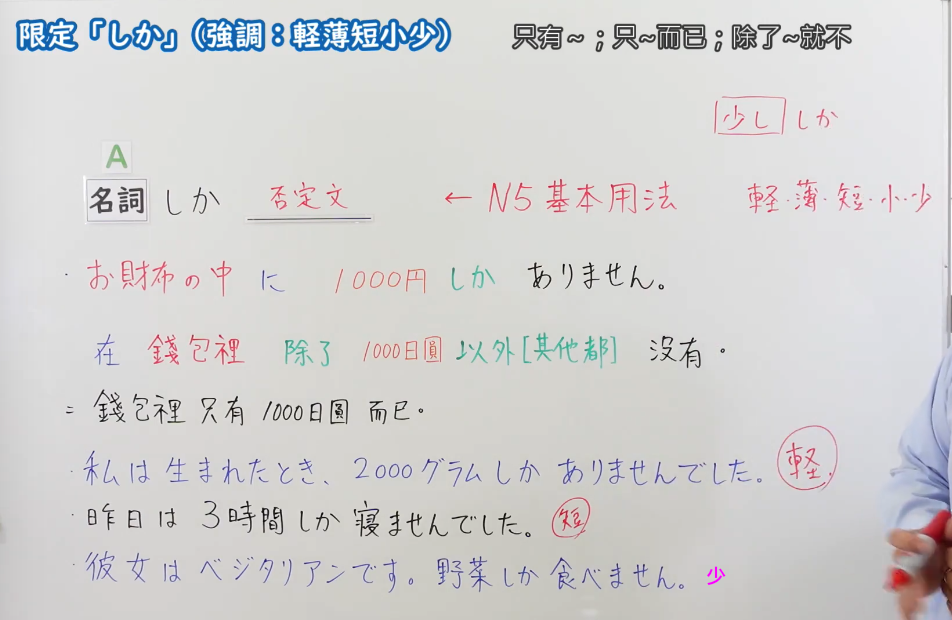 限定「しか」(強調：軽薄短小少) 只有~；只~而已；除了~就不
少し しか
A
名詞 しか 否定文 ← N5基本用法 軽・薄・短・小・少
・お財布の中 に 1000円 しか ありません。
在 錢包裡 除了 1000日圓 以外[其他都] 沒有。
= 錢包裡 只有 1000日圓 而已。
・私は生まれたとき、2000グラムしか ありませんでした。 軽
・昨日は 3時間しか 寝ませんでした。 短
・彼女は ベジタリアンです。野菜しか 食べません。 少